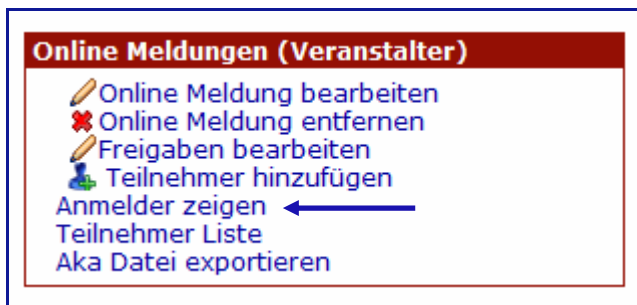 Online Meldungen (Veranstalter)
Online Meldung bearbeiten
Online Meldung entfernen
Freigaben bearbeiten
Teilnehmer hinzufügen
Anmelder zeigen
Teilnehmer Liste
Aka Datei exportieren